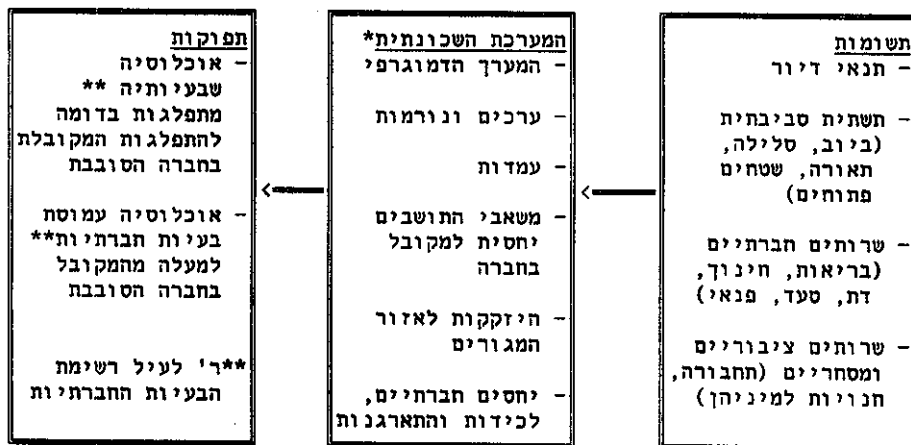 תשומות
- תנאי דיור
- תשתית סביבתית
(ביוב, סלילה,
תאורה, שטחים
פתוחים)
- שרותים חברתיים
(בריאות, חינוך,
דת, סעד, פנאי)
- שרותים ציבוריים
ומסחריים (תחבורה,
חנויות למיניהן)
המערכת השכונתית*
- המערך הדמוגרפי
- ערכים ונורמות
- עמדות
- משאבי התושבים
יחסית למקובל
בחברה
- היזקקות לאזור
המגורים
- יחסים חברתיים,
לכידות והתארגנות
תפוקות
- אוכלוסיה
שבעיותיה **
מתפלגות בדומה
להתפלגות המקובלת
בחברה הסובבת
- אוכלוסיה עמוסת
בעיות חברתיות**
למעלה מהמקובל
בחברה הסובבת
**ר' לעיל רשימת
הבעיות החברתיות